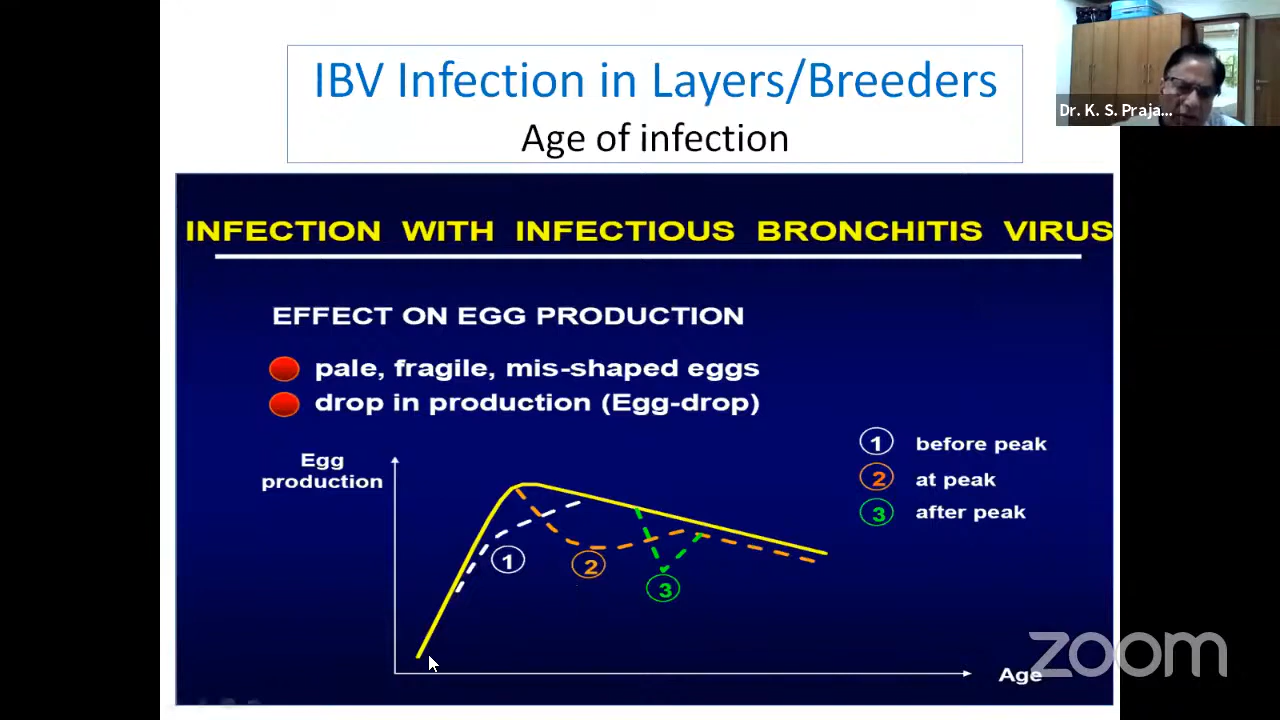 IBV Infection in Layers/Breeders
Age of infection
Dr. K. S. Praja...
INFECTION WITH INFECTIOUS BRONCHITIS VIRUS
EFFECT ON EGG PRODUCTION
pale, fragile, mis-shaped eggs
drop in production (Egg-drop)
1 before peak
2 at peak
3 after peak
Egg
production
1
2
3
Age
zoom